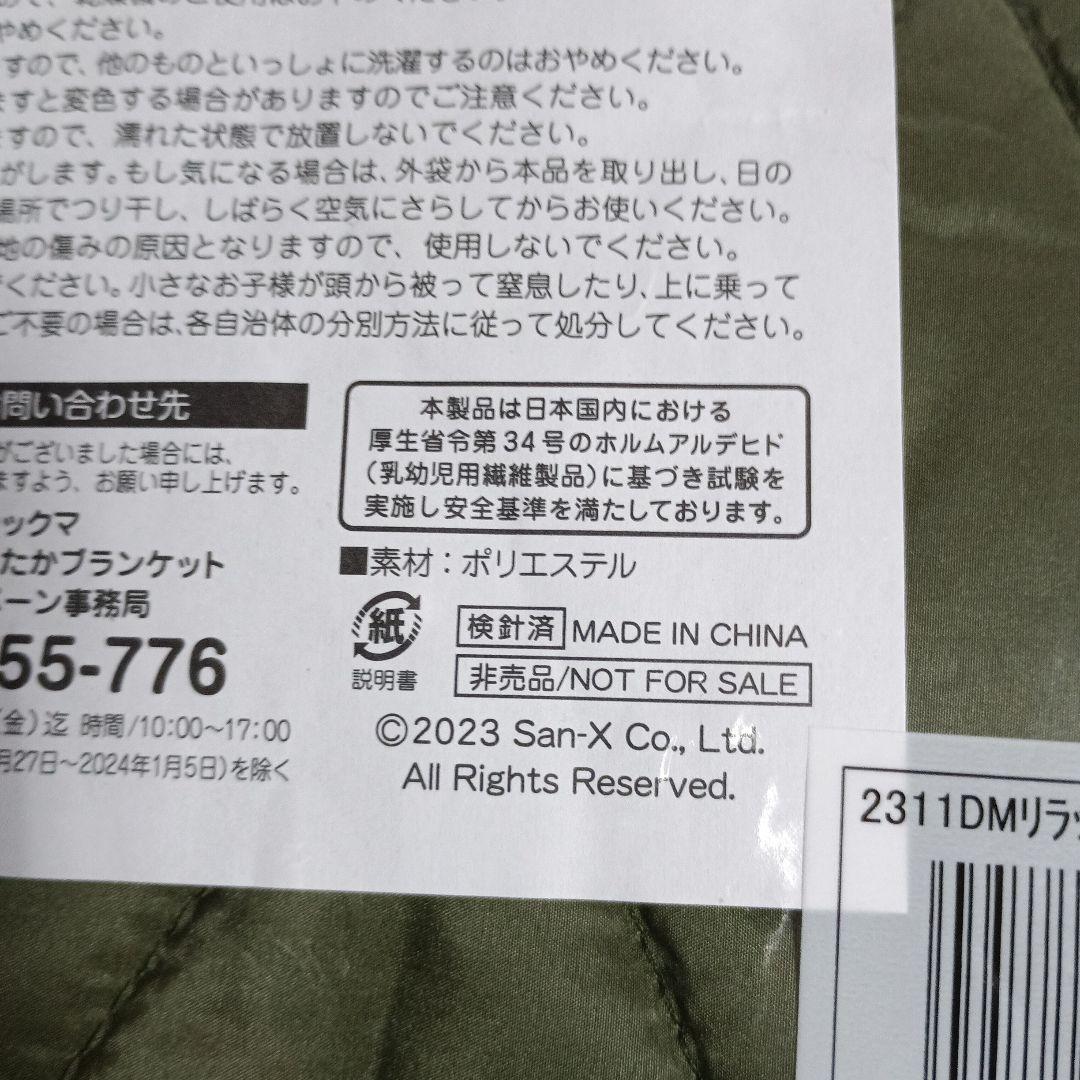 やめください。
すので、他のものといっしょに洗濯するのはおやめください。
ますと変色する場合がありますのでご注意ください。
ますので、濡れた状態で放置しないでください。
がします。もし気になる場合は、外袋から本品を取り出し、日の
場所でつり干し、しばらく空気にさらしてからお使いください。
地の傷みの原因となりますので、使用しないでください。
でください。小さなお子様が頭から被って窒息したり、上に乗って
ご不要の場合は、各自治体の分別方法に従って処分してください。
問い合わせ先
がございました場合には、
ますよう、お願い申し上げます。
ックマ
たかブランケット
ーン事務局
55-776
(金)迄 時間/10:00~17:00
月27日~2024年1月5日)を除く
本製品は日本国内における
厚生省令第34号のホルムアルデヒド
(乳幼児用繊維製品)に基づき試験を
実施し安全基準を満たしております。
■素材:ポリエステル
紙
説明書
検針済 MADE IN CHINA
非売品/NOT FOR SALE
©2023 San-X Co., Ltd.
All Rights Reserved.
2311DMリラッ